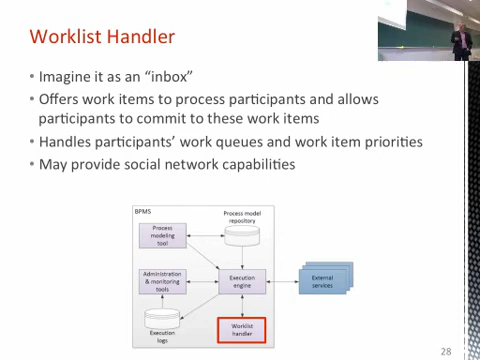 Worklist Handler
• Imagine it as an “inbox”
• Offers work items to process participants and allows
participants to commit to these work items
• Handles participants’ work queues and work item priorities
• May provide social network capabilities
BPMS
Process model
repository
Process
modeling
tool
Administration
& monitoring
tools
Execution
engine
External
services
Execution
logs
Worklist
handler
28